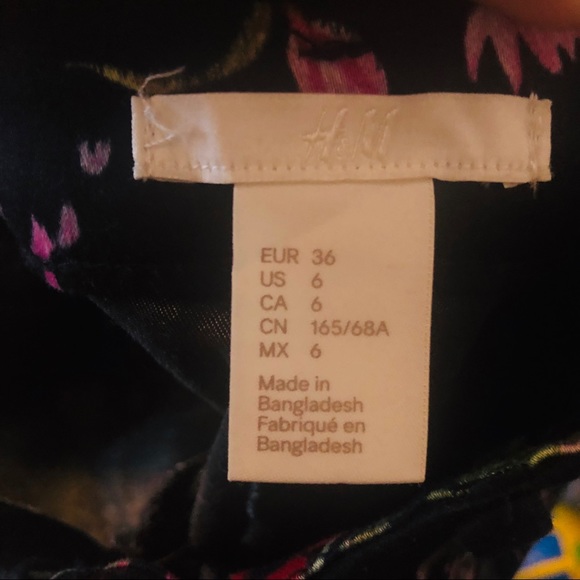 H&M
EUR 36
US 6
CA 6
CN 165/68A
MX 6
Made in
Bangladesh
Fabriqué en
Bangladesh